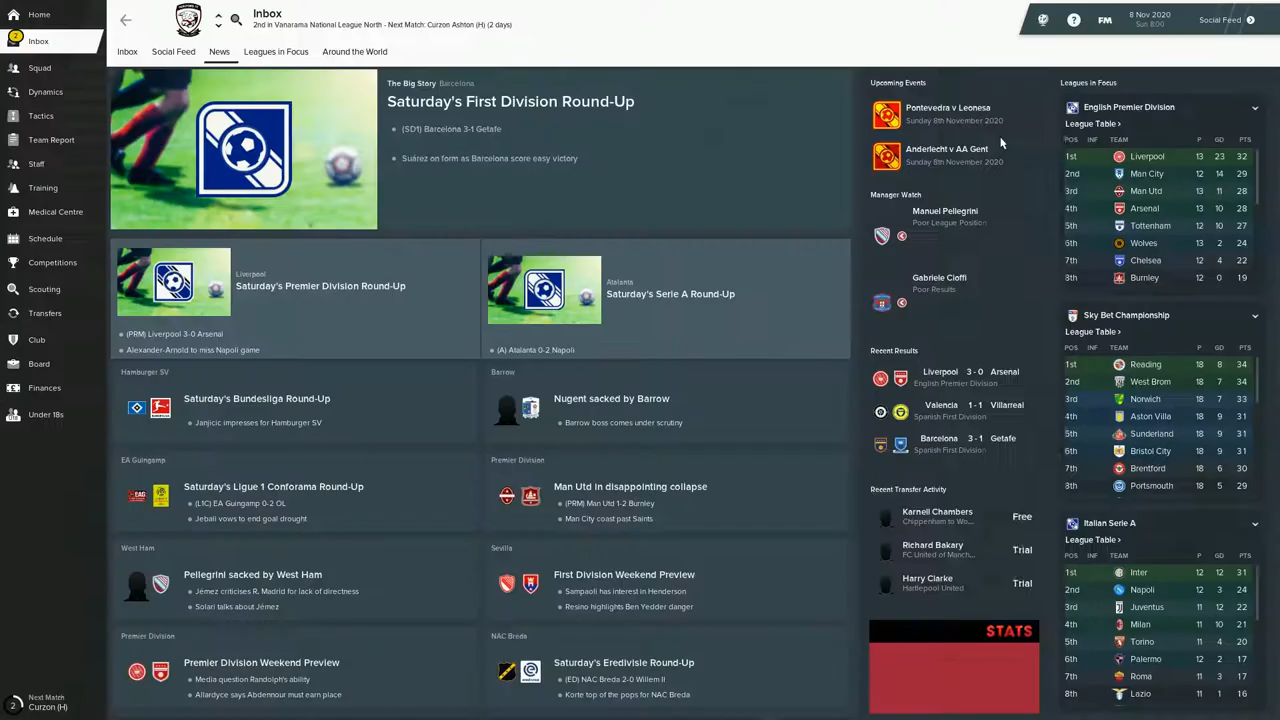 Home
2
Inbox
Squad
Dynamics
Tactics
Team Report
Staff
Training
Medical Centre
Schedule
Competitions
Scouting
Transfers
Club
Board
Finances
Under 18s
2
Next Match
Curzon (H)
Inbox
2nd in Vanarama National League North - Next Match: Curzon Ashton (H) (2 days)
?
FM
8 Nov 2020
Sun 8:00
Social Feed
Inbox Social Feed News Leagues in Focus Around the World
The Big Story Barcelona
Saturday's First Division Round-Up
(SD1) Barcelona 3-1 Getafe
Suárez on form as Barcelona score easy victory
Liverpool
Saturday's Premier Division Round-Up
(PRM) Liverpool 3-0 Arsenal
Alexander-Arnold to miss Napoli game
Atalanta
Saturday's Serie A Round-Up
(A) Atalanta 0-2 Napoli
Hamburger SV
Saturday's Bundesliga Round-Up
Janjicic impresses for Hamburger SV
Barrow
Nugent sacked by Barrow
Barrow boss comes under scrutiny
EA Guingamp
Saturday's Ligue 1 Conforama Round-Up
(L1C) EA Guingamp 0-2 OL
Jebali vows to end goal drought
Premier Division
Man Utd in disappointing collapse
(PRM) Man Utd 1-2 Burnley
Man City coast past Saints
West Ham
Pellegrini sacked by West Ham
Jémez criticises R. Madrid for lack of directness
Solari talks about Jémez
Sevilla
First Division Weekend Preview
Sampaoli has interest in Henderson
Resino highlights Ben Yedder danger
Premier Division
Premier Division Weekend Preview
Media question Randolph's ability
Allardyce says Abdennour must earn place
NAC Breda
Saturday's Eredivisie Round-Up
(ED) NAC Breda 2-0 Willem II
Korte top of the pops for NAC Breda
Upcoming Events
Pontevedra v Leonesa
Sunday 8th November 2020
Anderlecht v AA Gent
Sunday 8th November 2020
Manager Watch
Manuel Pellegrini
Poor League Position
Gabriele Cioffi
Poor Results
Recent Results
Liverpool 3 - 0 Arsenal
English Premier Division
Valencia 1 - 1 Villarreal
Spanish First Division
Barcelona 3 - 1 Getafe
Spanish First Division
Recent Transfer Activity
Karnell Chambers
Chippenham to Wo...
Free
Richard Bakary
FC United of Manch...
Trial
Harry Clarke
Hartlepool United
Trial
STATS
Leagues in Focus
English Premier Division
League Table >
POS INF TEAM P GD PTS
1st Liverpool 13 23 32
2nd Man City 12 14 29
3rd Man Utd 13 11 28
4th Arsenal 13 10 28
5th Tottenham 12 10 27
6th Wolves 13 2 24
7th Chelsea 12 4 22
8th Burnley 12 0 19
Sky Bet Championship
League Table >
POS INF TEAM P GD PTS
1st Reading 18 8 34
2nd West Brom 18 7 34
3rd Norwich 18 7 33
4th Aston Villa 18 9 31
5th Sunderland 18 9 31
6th Bristol City 18 9 31
7th Brentford 18 6 30
8th Portsmouth 18 5 29
Italian Serie A
League Table >
POS INF TEAM P GD PTS
1st Inter 12 12 31
2nd Napoli 12 3 24
3rd Juventus 11 12 22
4th Milan 11 10 21
5th Torino 11 4 20
6th Palermo 12 2 17
7th Roma 11 3 17
8th Lazio 11 1 16